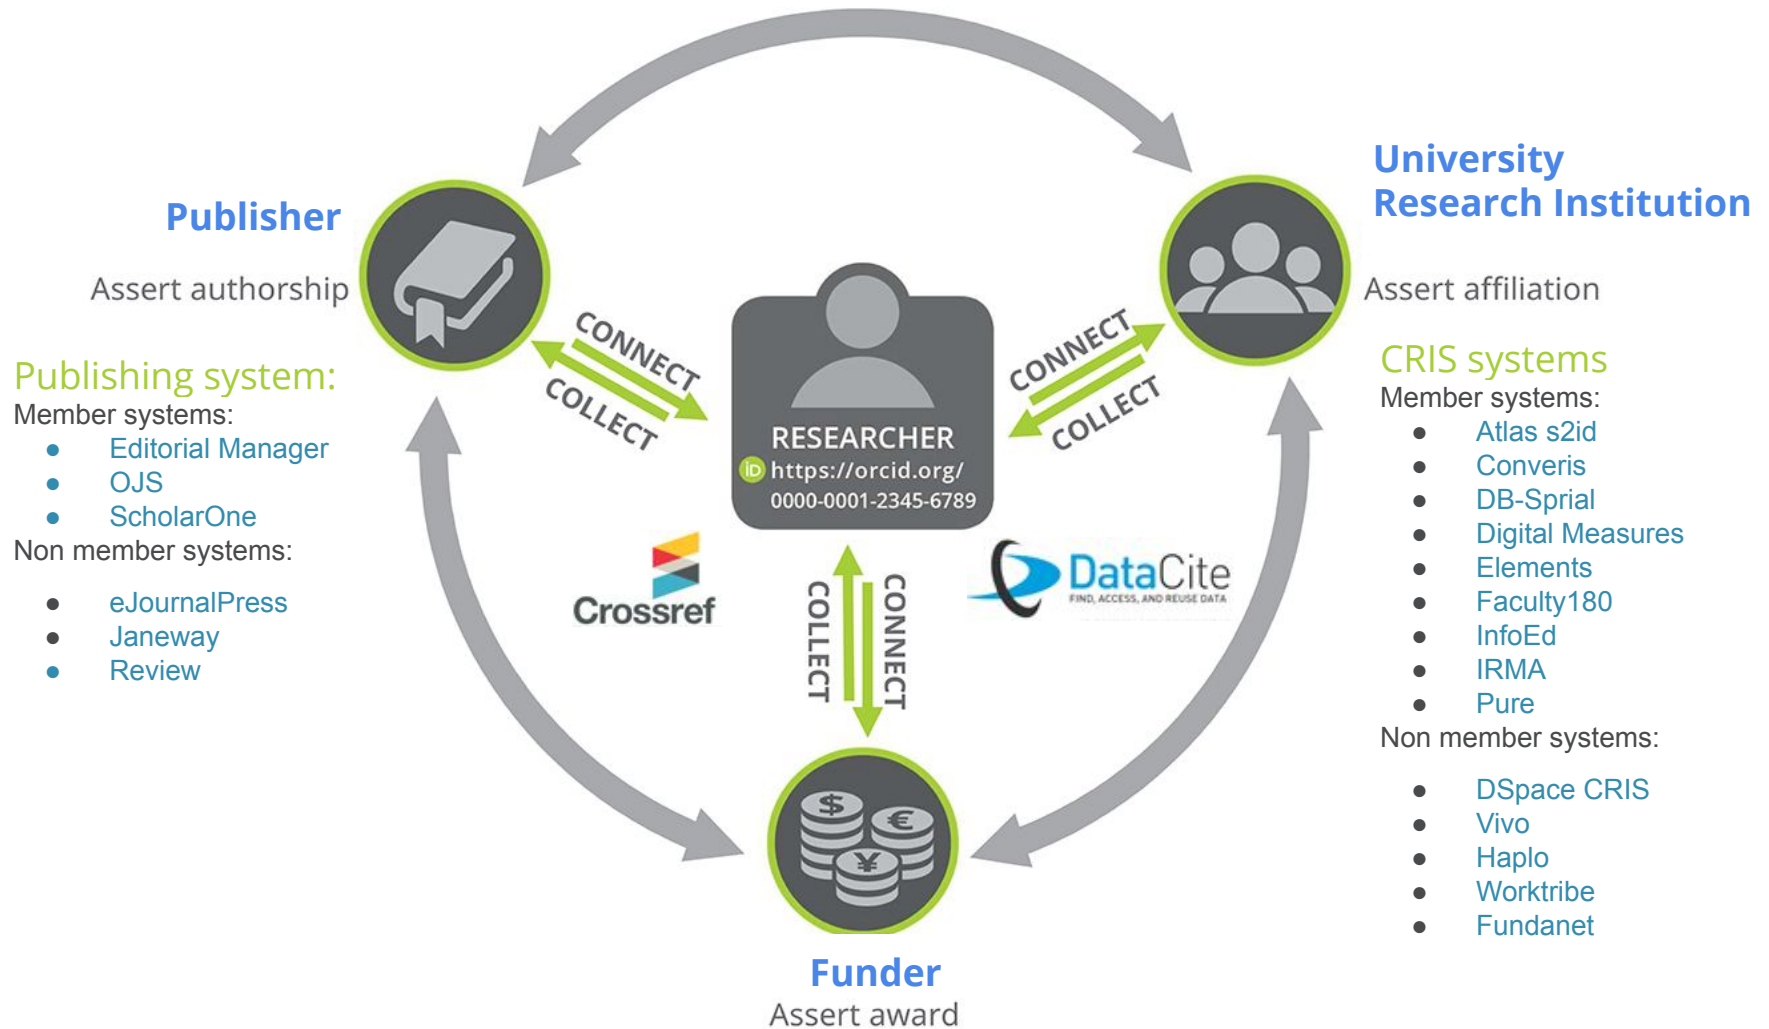 Publisher
Assert authorship
Publishing system:
Member systems:
● Editorial Manager
● OJS
● ScholarOne
Non member systems:
● eJournalPress
● Janeway
● Review
CONNECT
COLLECT
RESEARCHER
iD https://orcid.org/
0000-0001-2345-6789
CONNECT
COLLECT
Crossref
DataCite
FIND, ACCESS, AND REUSE DATA
COLLECT
CONNECT
$
€
¥
Funder
Assert award
University
Research Institution
Assert affiliation
CRIS systems
Member systems:
● Atlas s2id
● Converis
● DB-Sprial
● Digital Measures
● Elements
● Faculty180
● InfoEd
● IRMA
● Pure
Non member systems:
● DSpace CRIS
● Vivo
● Haplo
● Worktribe
● Fundanet